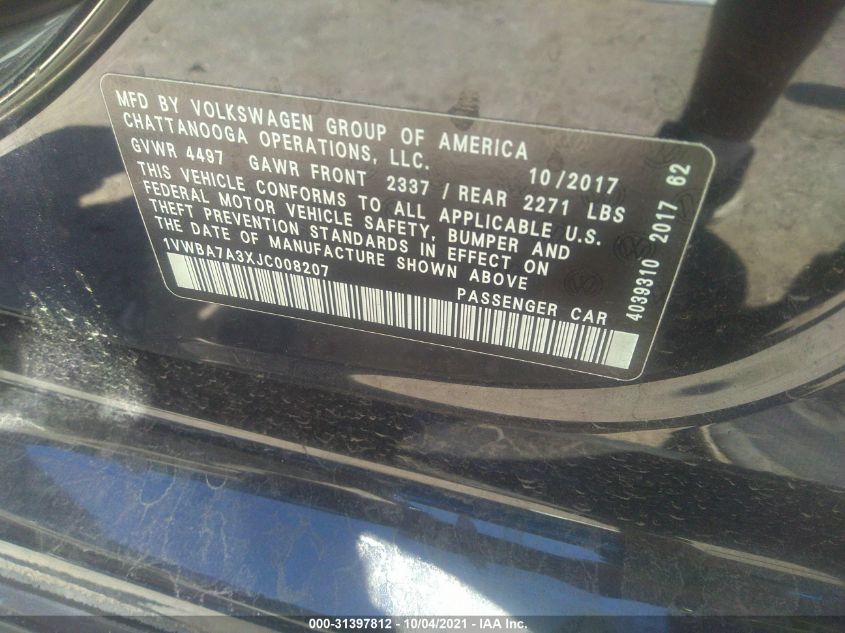 MFD BY VOLKSWAGEN GROUP OF AMERICA
CHATTANOOGA OPERATIONS, LLC.
10/2017
GVWR 4497 GAWR FRONT 2337 / REAR 2271 LBS
THIS VEHICLE CONFORMS TO ALL APPLICABLE U.S.
FEDERAL MOTOR VEHICLE SAFETY, BUMPER AND
THEFT PREVENTION STANDARDS IN EFFECT ON
THE DATE OF MANUFACTURE SHOWN ABOVE
1VWBA7A3XJC008207
PASSENGER CAR
4039310 2017 62
000-31397812 - 10/04/2021 - IAA Inc.